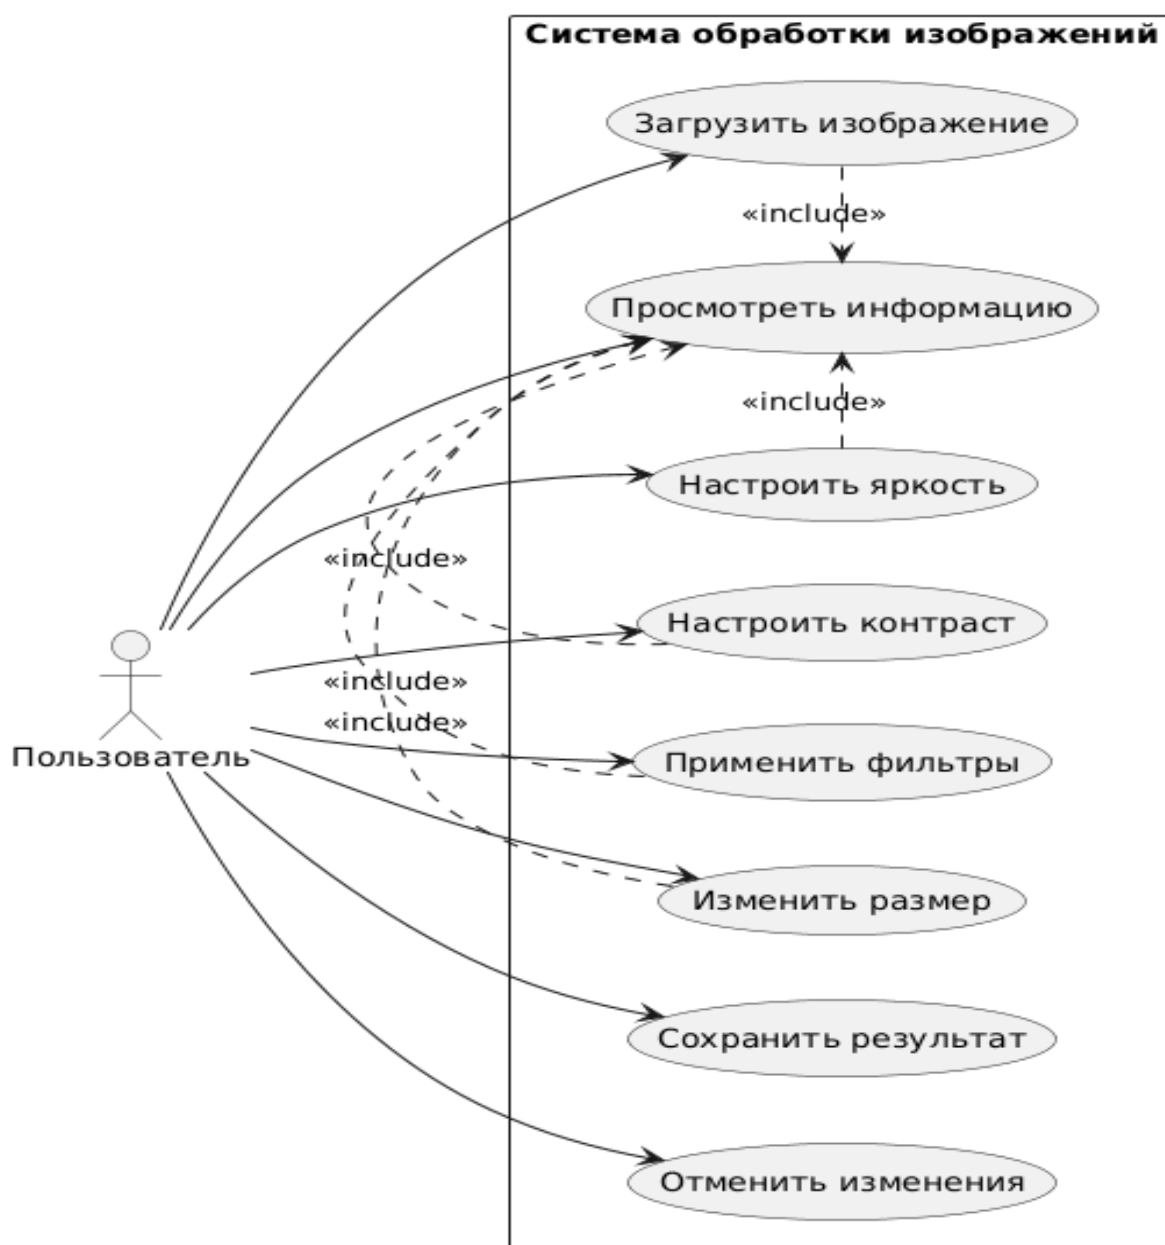 Система обработки изображений
Загрузить изображение
«include»
Просмотреть информацию
«include»
Настроить яркость
«include»
Настроить контраст
«include»
«include»
Пользователь
Применить фильтры
Изменить размер
Сохранить результат
Отменить изменения